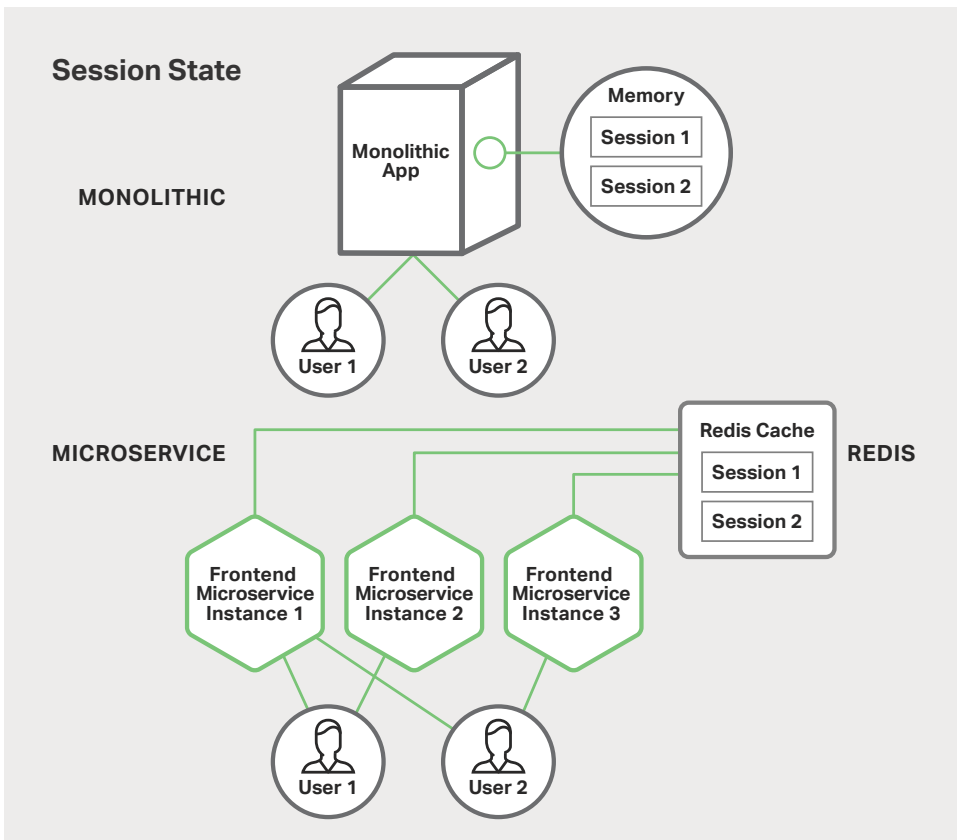 Session State
MONOLITHIC
Monolithic
App
Memory
Session 1
Session 2
User 1
User 2
MICROSERVICE
Redis Cache
Session 1
Session 2
REDIS
Frontend
Microservice
Instance 1
Frontend
Microservice
Instance 2
Frontend
Microservice
Instance 3
User 1
User 2